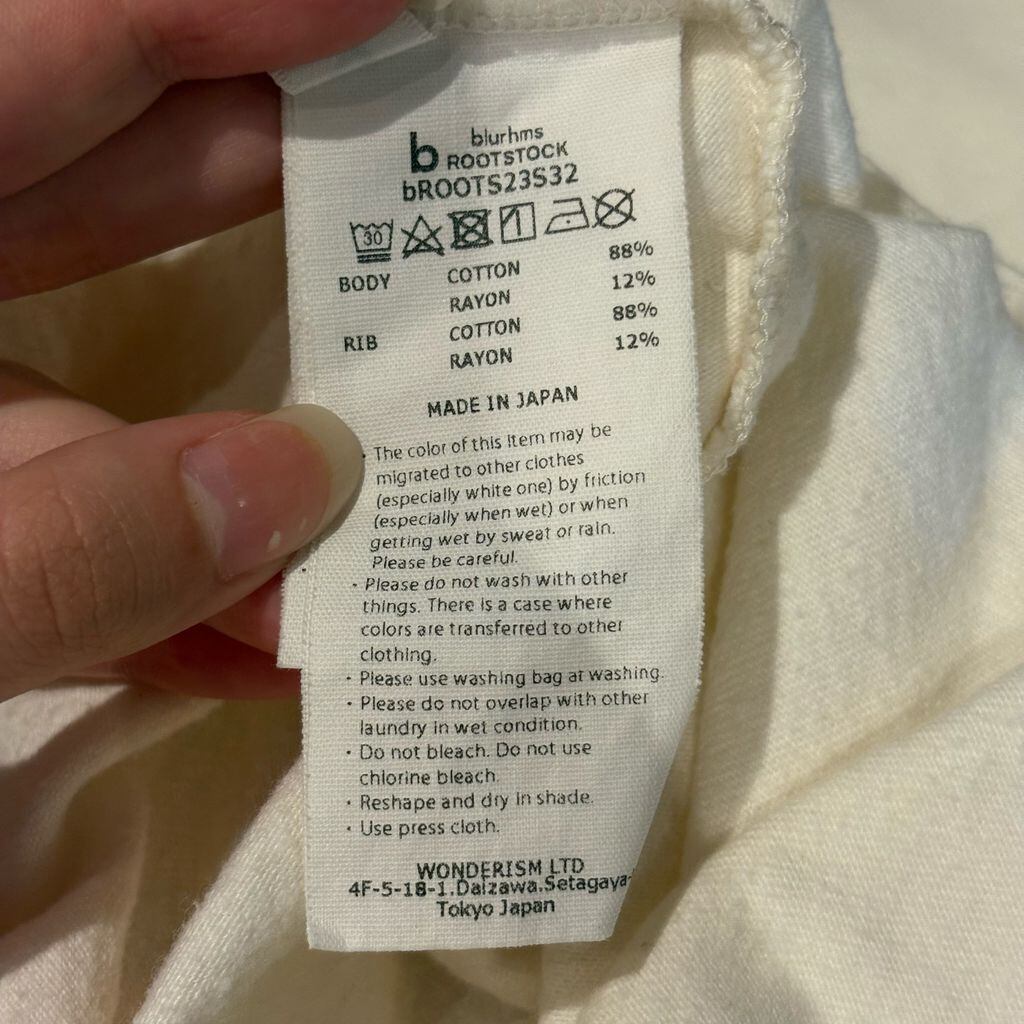 b
blurhms
ROOTSTOCK
bROOTS23S32
30
BODY COTTON 88%
RAYON 12%
RIB COTTON 88%
RAYON 12%
MADE IN JAPAN
· The color of this item may be
migrated to other clothes
(especially white one) by friction
(especially when wet) or when
getting wet by sweat or rain.
Please be careful.
· Please do not wash with other
things. There is a case where
colors are transferred to other
clothing.
· Please use washing bag at washing.
· Please do not overlap with other
laundry in wet condition.
· Do not bleach. Do not use
chlorine bleach.
· Reshape and dry in shade.
· Use press cloth.
WONDERISM LTD
4F-5-18-1.Daizawa.Setagaya-
Tokyo Japan